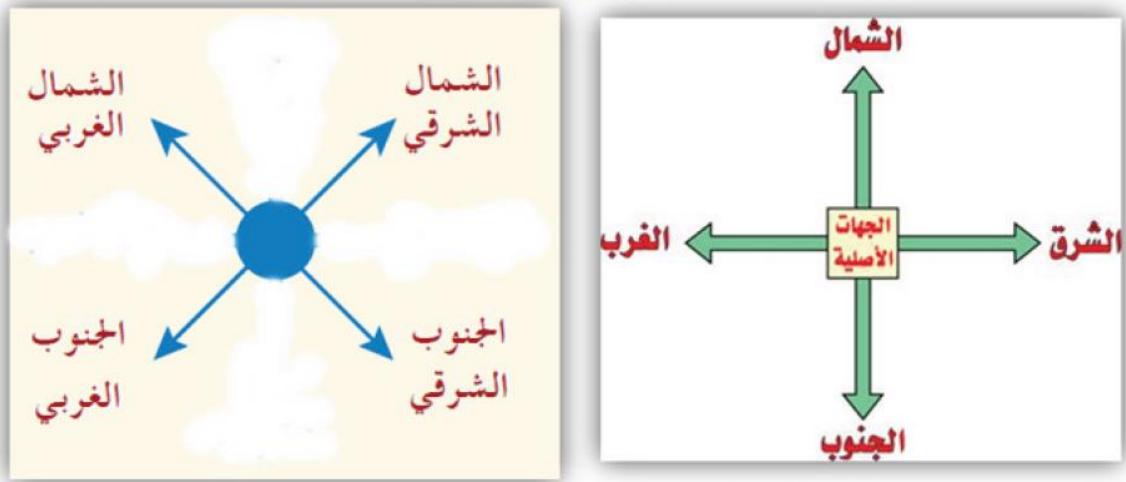 الشمال
الجهات
الأصلية
الشرق
الغرب
الجنوب
الشمال
الشرقي
الشمال
الغربي
الجنوب
الشرقي
الجنوب
الغربي